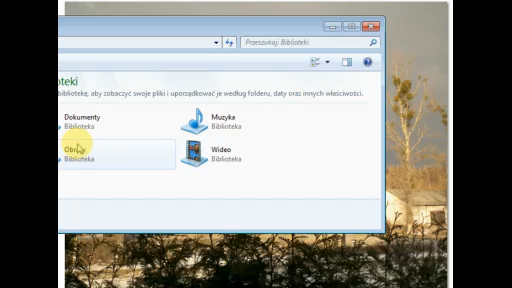 Przeszukaj: Biblioteki
oteki
bibliotekę, aby zobaczyć swoje pliki i uporządkować je według folderu, daty oraz innych właściwości.
Dokumenty
Biblioteka
Muzyka
Biblioteka
Obrazy
Biblioteka
Wideo
Biblioteka